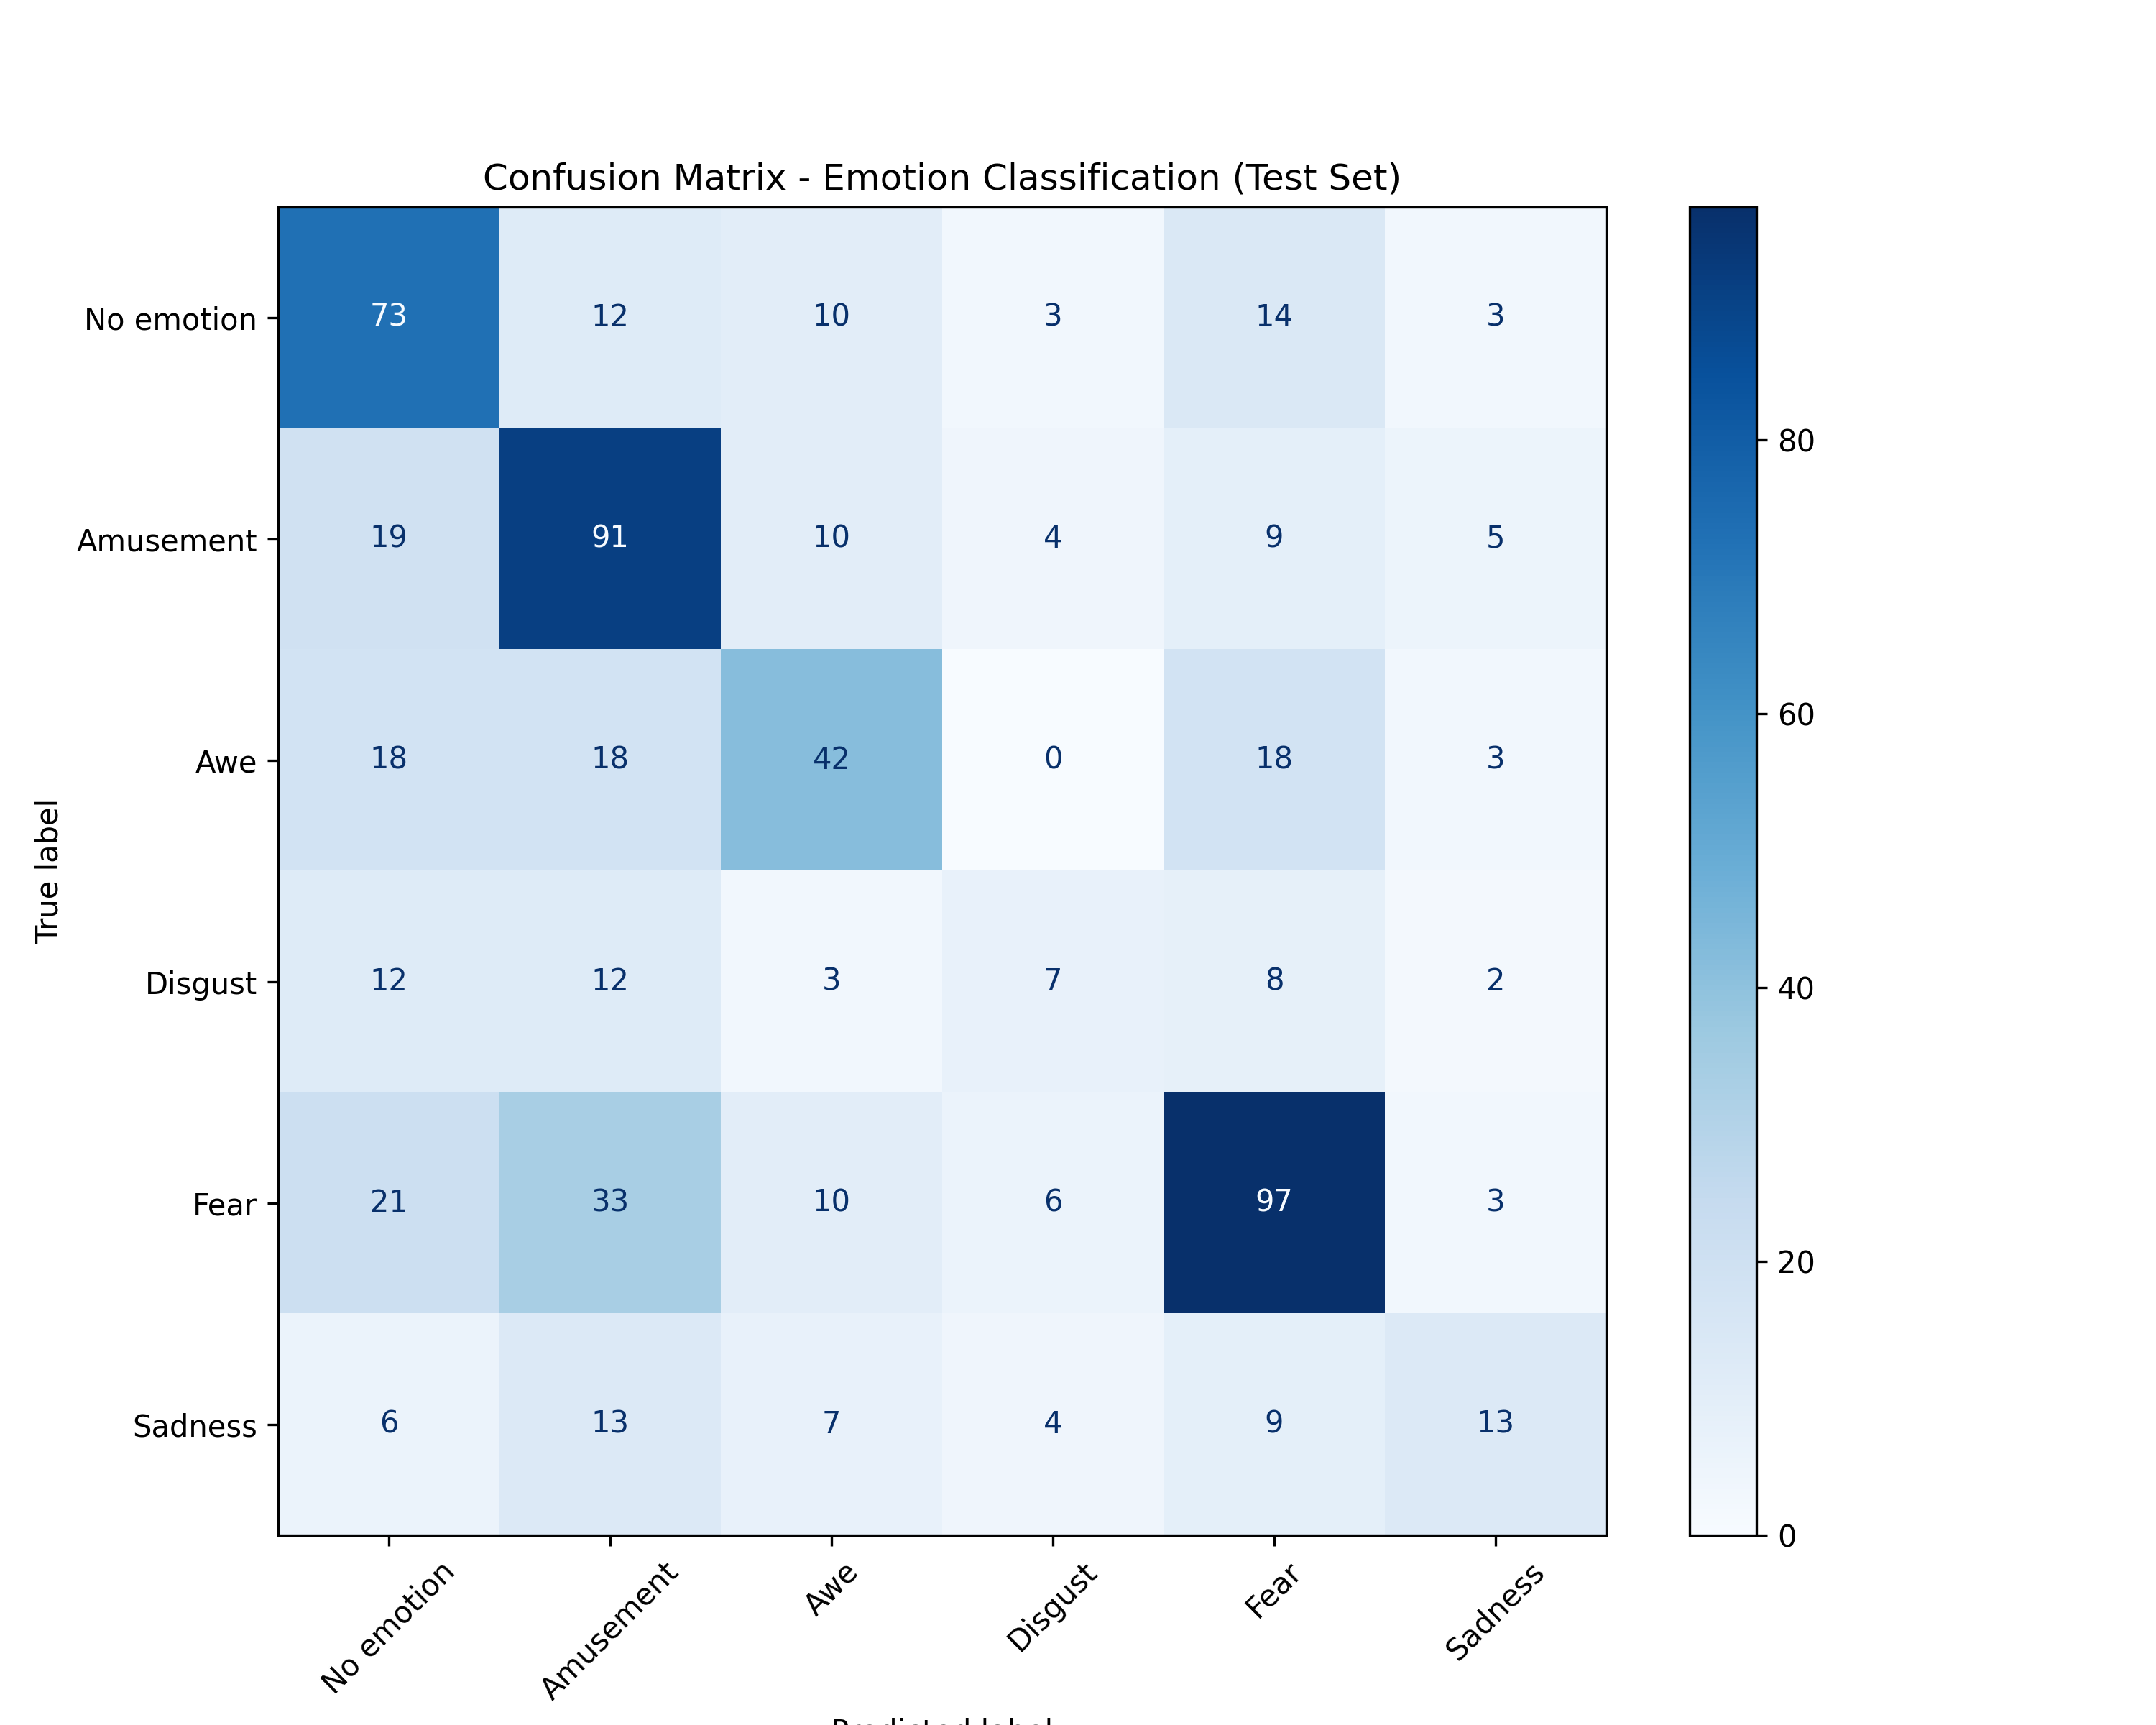 Confusion Matrix - Emotion Classification (Test Set)
No emotion 73 12 10 3 14 3
Amusement 19 91 10 4 9 5
Awe 18 18 42 0 18 3
Disgust 12 12 3 7 8 2
Fear 21 33 10 6 97 3
Sadness 6 13 7 4 9 13
True label
No emotion Amusement Awe Disgust Fear Sadness
Predicted label
80
60
40
20
0